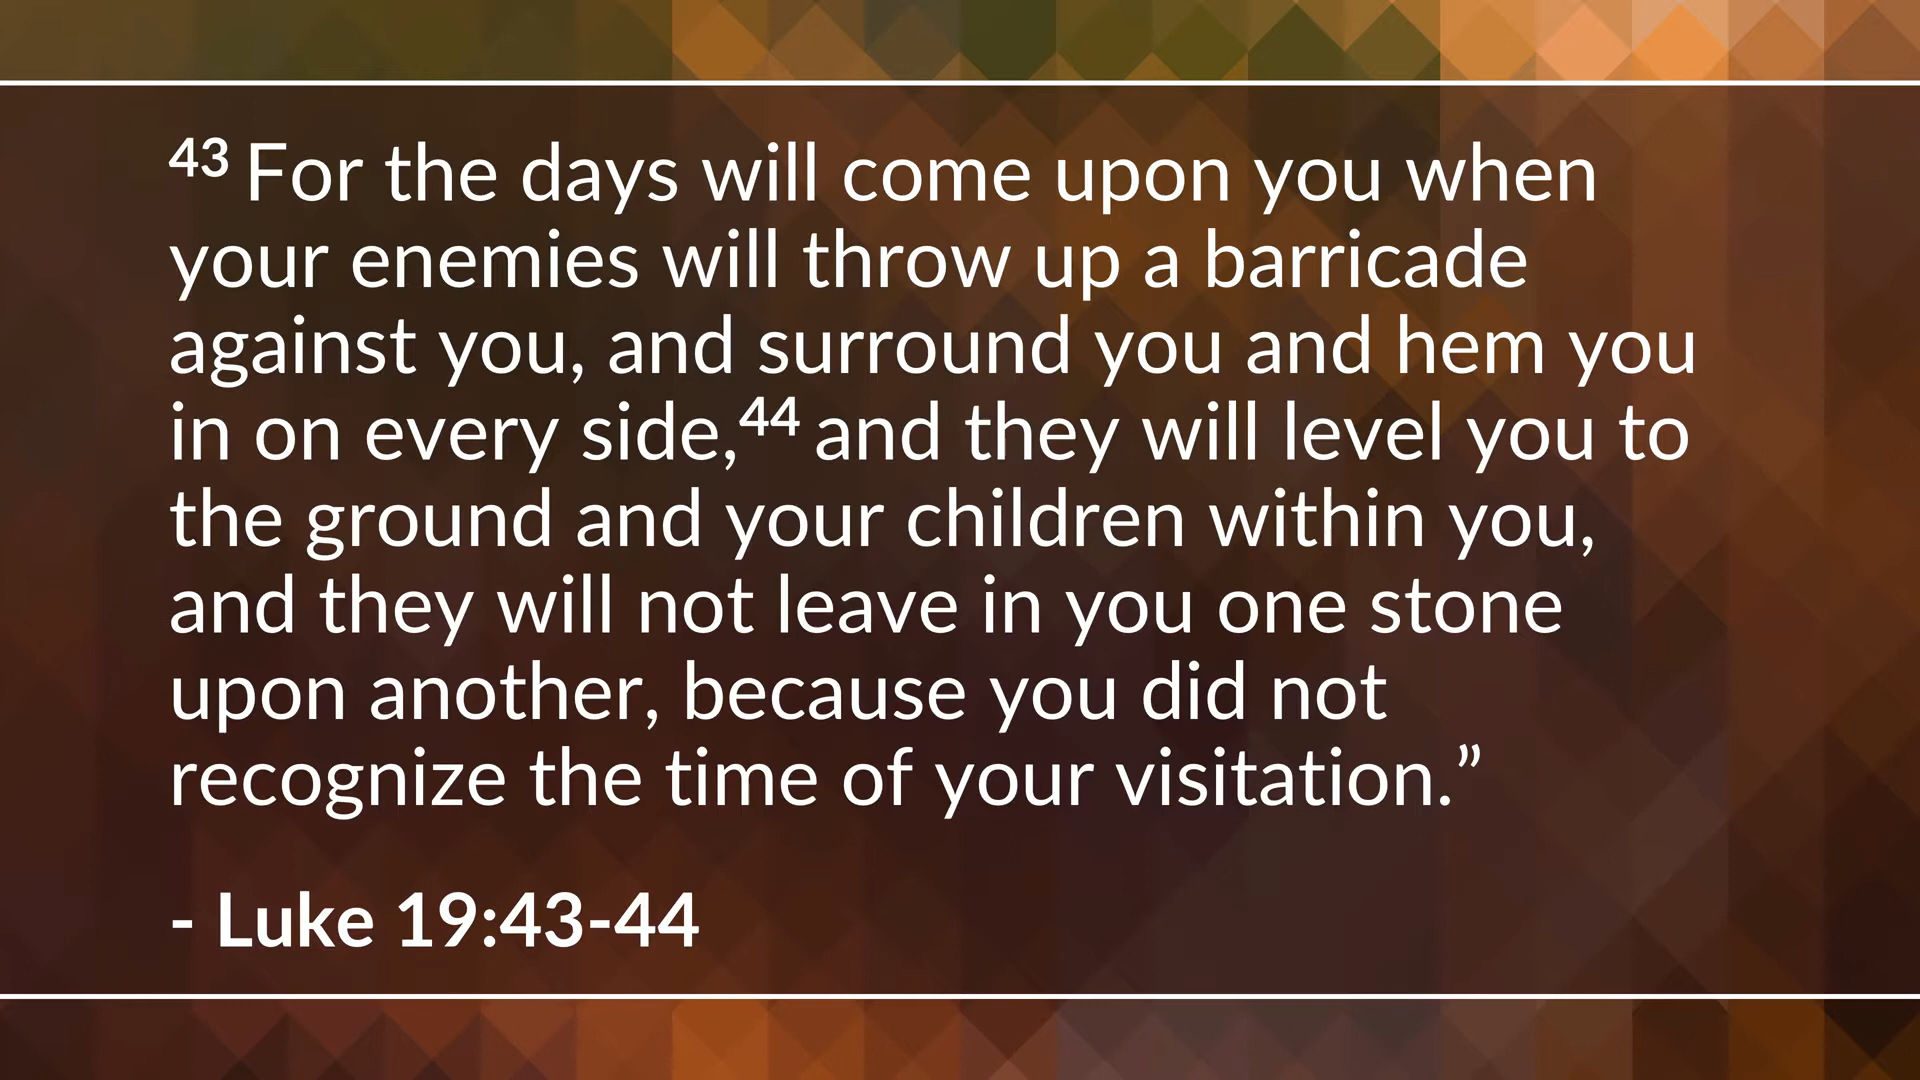 43 For the days will come upon you when
your enemies will throw up a barricade
against you, and surround you and hem you
in on every side,44 and they will level you to
the ground and your children within you,
and they will not leave in you one stone
upon another, because you did not
recognize the time of your visitation.”
- Luke 19:43-44